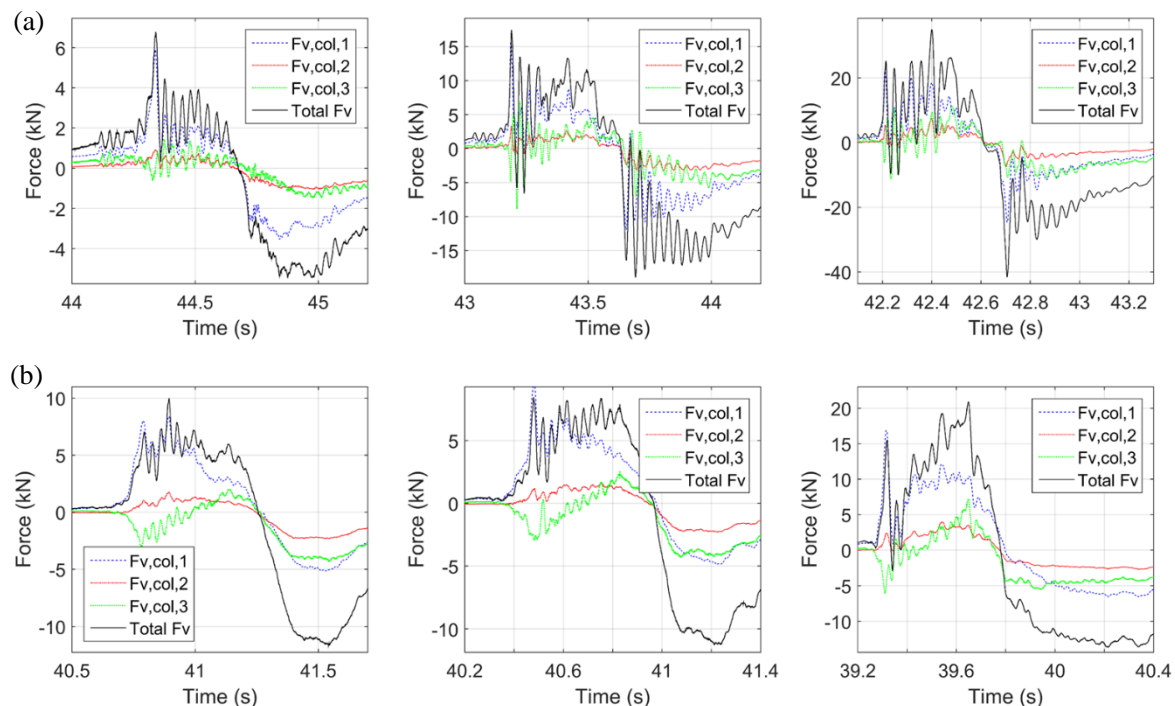 (a)
Force (kN)
6
4
2
0
-2
-4
44
44.5
45
Time (s)
Fv,col,1
Fv,col,2
Fv,col,3
Total Fv
Force (kN)
15
10
5
0
-5
-10
-15
43
43.5
44
Time (s)
Fv,col,1
Fv,col,2
Fv,col,3
Total Fv
Force (kN)
20
0
-20
-40
42.2
42.4
42.6
42.8
43
43.2
Time (s)
Fv,col,1
Fv,col,2
Fv,col,3
Total Fv
(b)
Force (kN)
10
5
0
-5
-10
40.5
41
41.5
Time (s)
Fv,col,1
Fv,col,2
Fv,col,3
Total Fv
Force (kN)
5
0
-5
-10
40.2
40.6
41
41.4
Time (s)
Fv,col,1
Fv,col,2
Fv,col,3
Total Fv
Force (kN)
20
15
10
5
0
-5
-10
39.2
39.6
40
40.4
Time (s)
Fv,col,1
Fv,col,2
Fv,col,3
Total Fv